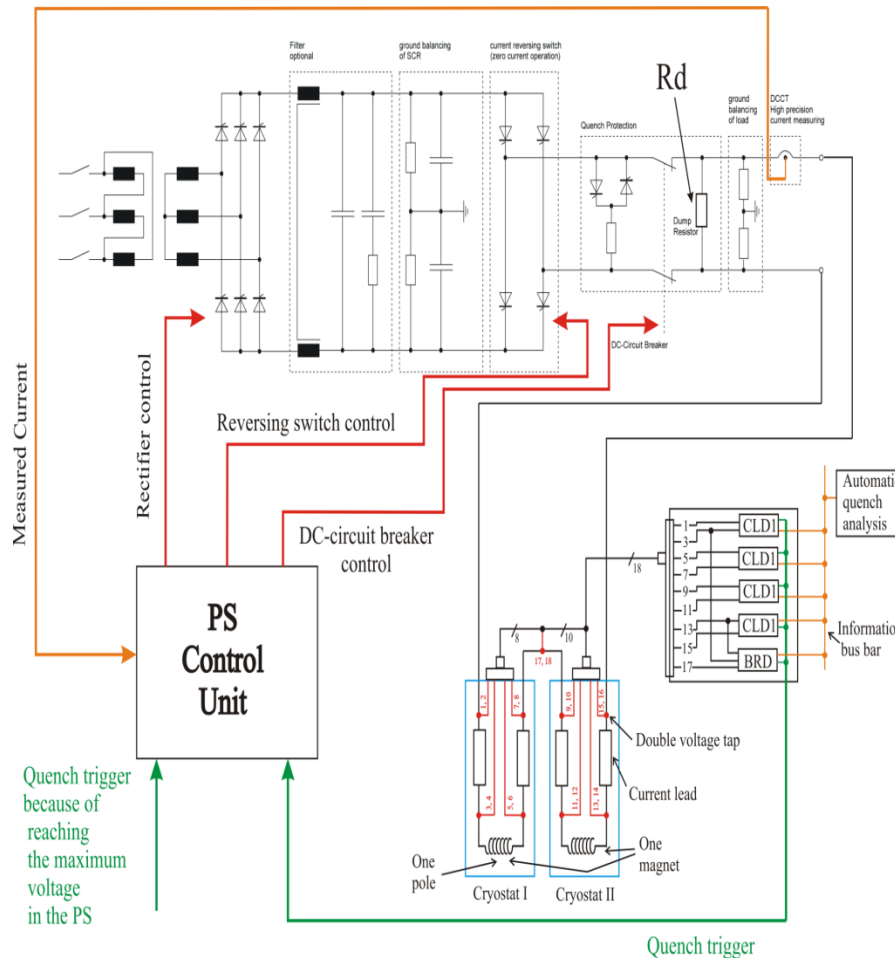 Filter
optional
ground balancing
of SCR
current reversing switch
(zero current operation)
Rd
Quench Protection
ground
balancing
of load
DCCT
High precision
current measuring
Dump
Resistor
DC-Circuit Breaker
Measured Current
Rectifier control
Reversing switch control
DC-circuit breaker
control
PS
Control
Unit
Quench trigger
because of
reaching
the maximum
voltage
in the PS
8
10
17, 18
18
1, 2
7, 8
3, 4
5, 6
9, 10
15, 16
11, 12
13, 14
Double voltage tap
Current lead
One
pole
One
magnet
Cryostat I
Cryostat II
1
3
5
7
9
11
13
15
17
CLD1
CLD1
CLD1
CLD1
BRD
Automatic
quench
analysis
Information
bus bar
Quench trigger